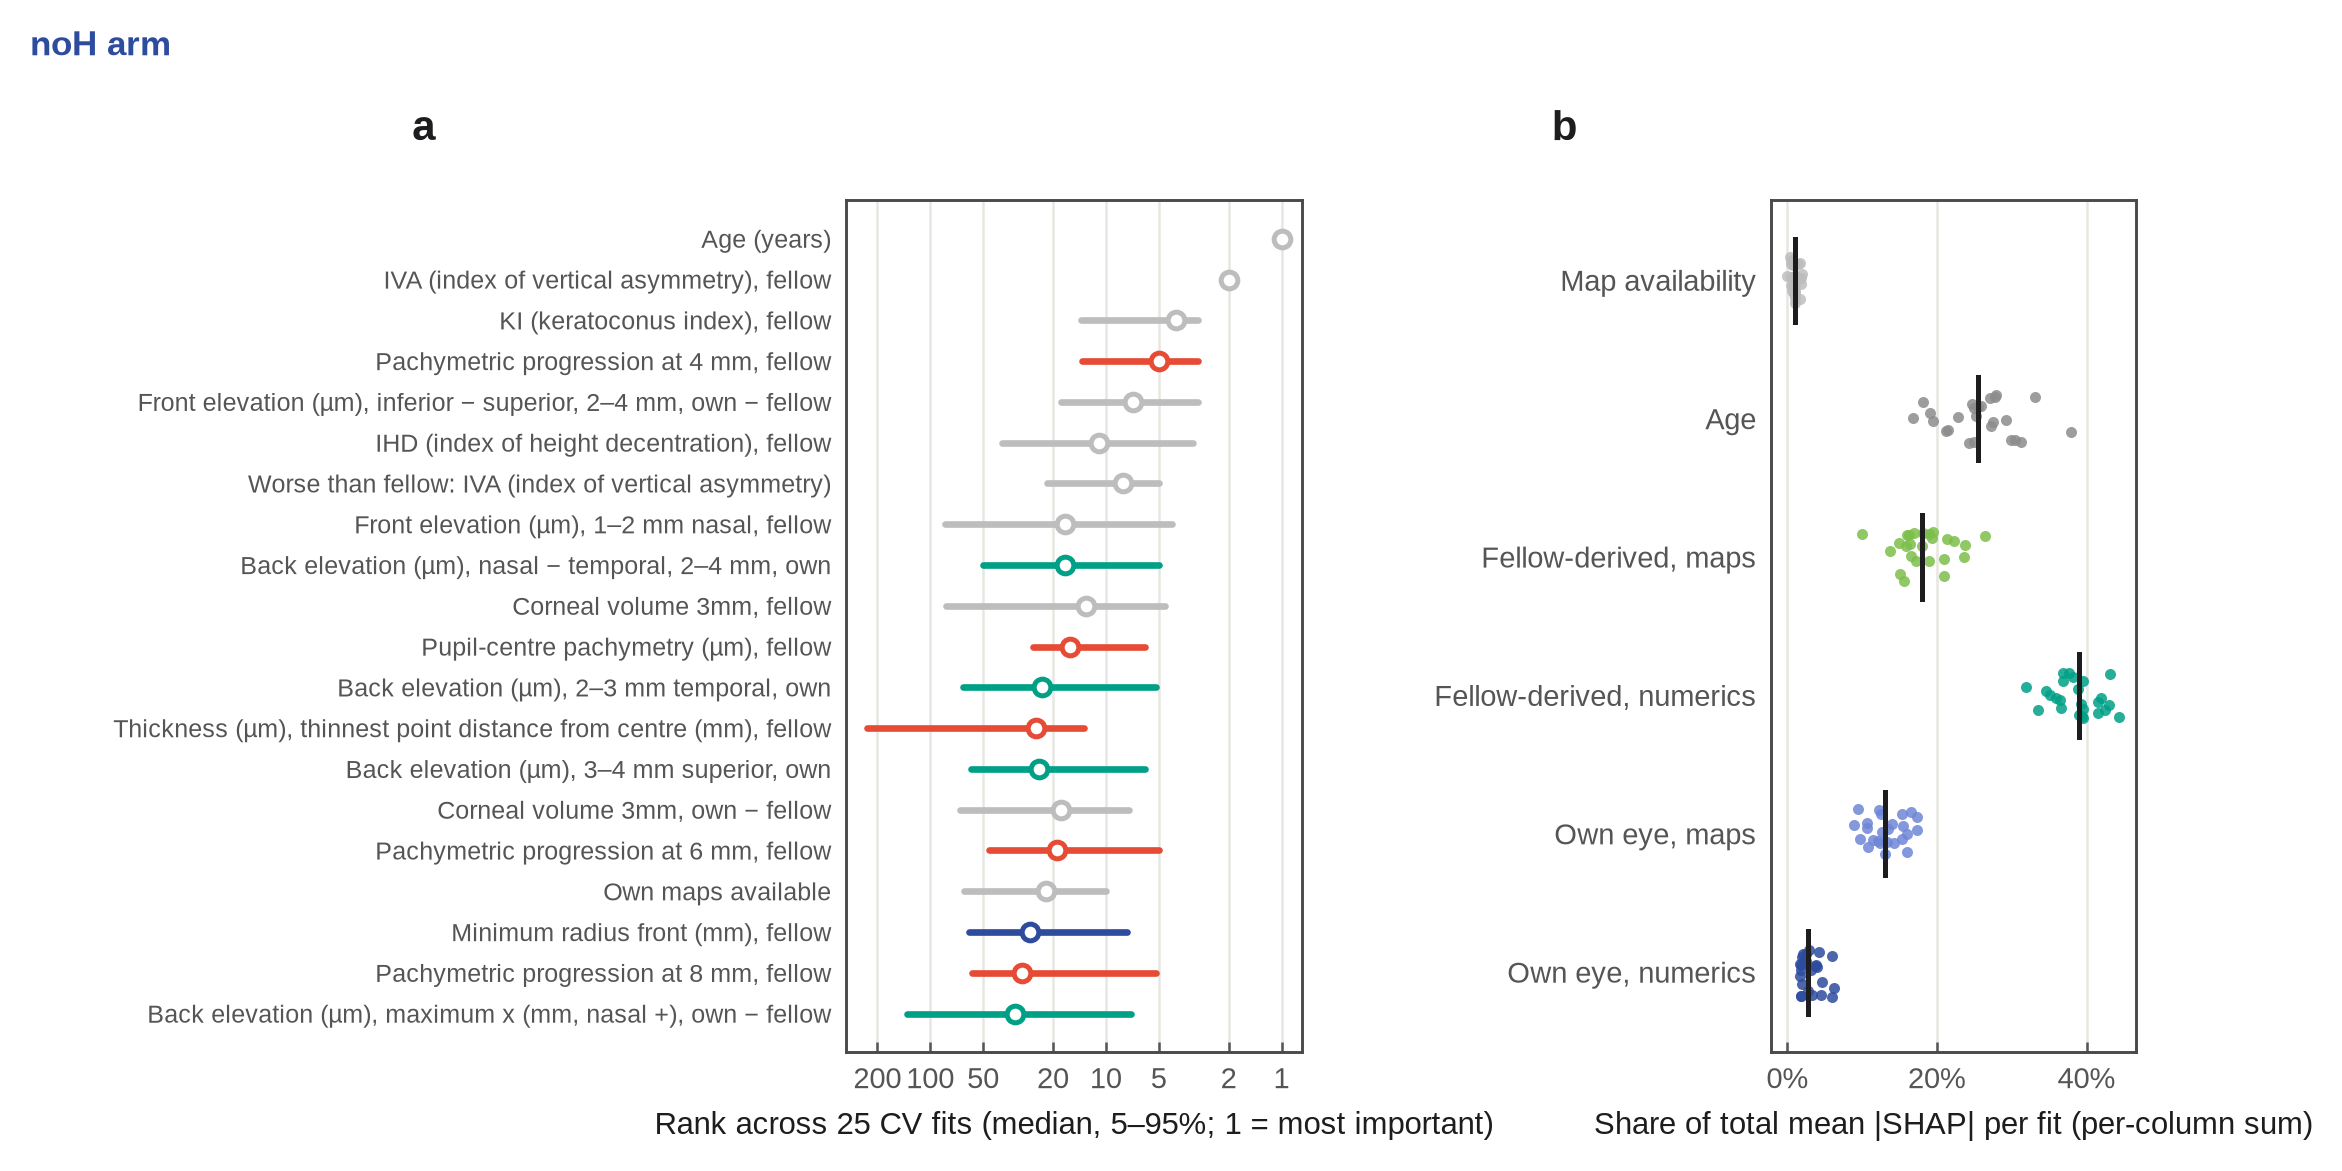 noH arm
a
Age (years)
IVA (index of vertical asymmetry), fellow
KI (keratoconus index), fellow
Pachymetric progression at 4 mm, fellow
Front elevation (µm), inferior − superior, 2–4 mm, own − fellow
IHD (index of height decentration), fellow
Worse than fellow: IVA (index of vertical asymmetry)
Front elevation (µm), 1–2 mm nasal, fellow
Back elevation (µm), nasal − temporal, 2–4 mm, own
Corneal volume 3mm, fellow
Pupil-centre pachymetry (µm), fellow
Back elevation (µm), 2–3 mm temporal, own
Thickness (µm), thinnest point distance from centre (mm), fellow
Back elevation (µm), 3–4 mm superior, own
Corneal volume 3mm, own − fellow
Pachymetric progression at 6 mm, fellow
Own maps available
Minimum radius front (mm), fellow
Pachymetric progression at 8 mm, fellow
Back elevation (µm), maximum x (mm, nasal +), own − fellow
200 100 50 20 10 5 2 1
Rank across 25 CV fits (median, 5–95%; 1 = most important)
b
Map availability
Age
Fellow-derived, maps
Fellow-derived, numerics
Own eye, maps
Own eye, numerics
0% 20% 40%
Share of total mean |SHAP| per fit (per-column sum)